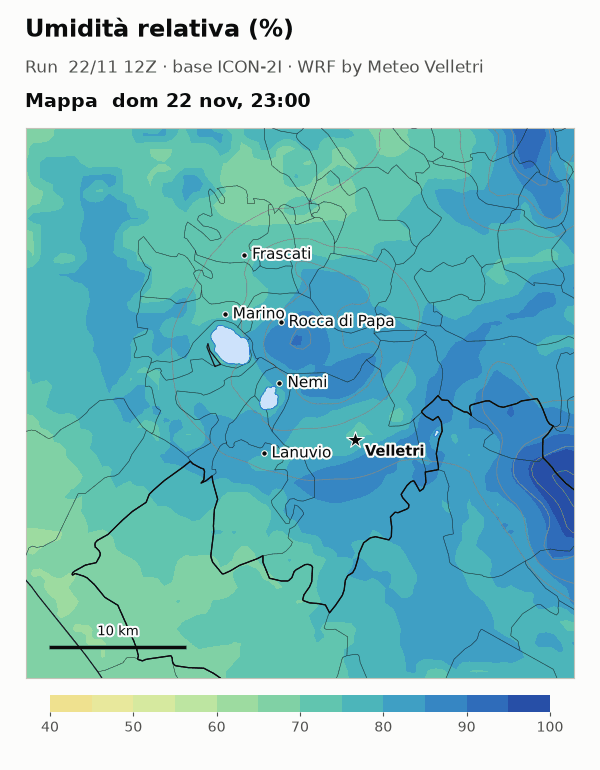 Umidità relativa (%)
Run  22/11 12Z · base ICON-2I · WRF by Meteo Velletri
Mappa  dom 22 nov, 23:00
Frascati
Marino
Rocca di Papa
Nemi
Velletri
Lanuvio
10 km
40 50 60 70 80 90 100